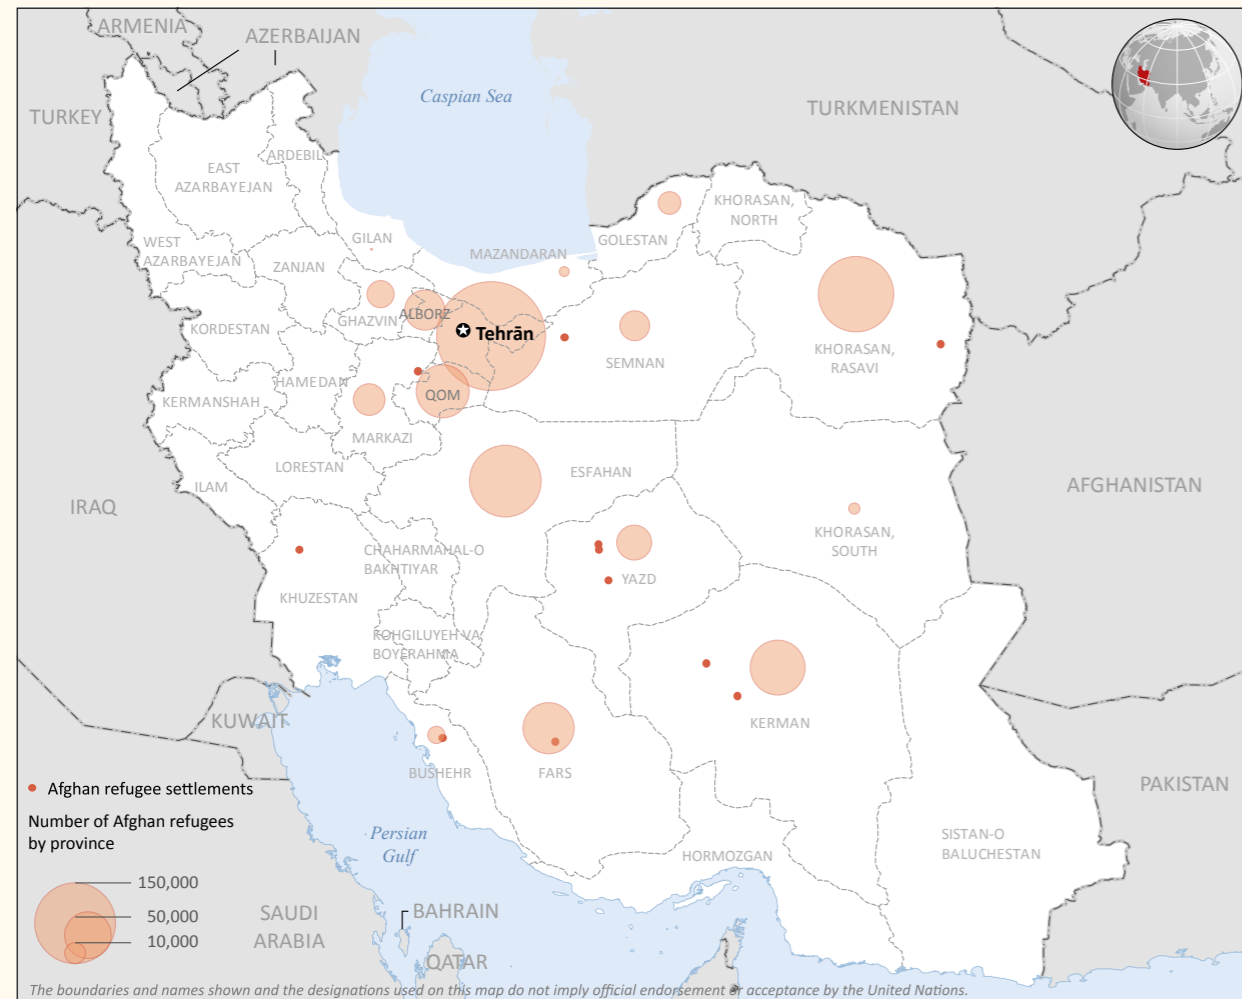 ARMENIA
AZERBAIJAN
Caspian Sea
TURKMENISTAN
TURKEY
ARDEBIL
EAST
AZARBAYEJAN
KHORASAN,
NORTH
GILAN
GOLESTAN
WEST
AZARBAYEJAN
MAZANDARAN
ZANJAN
GHAZVIN
ALBORZ
KORDESTAN
Tehrān
SEMNAN
KHORASAN,
RASAVI
HAMEDAN
KERMANSHAH
QOM
MARKAZI
LORESTAN
ESFAHAN
ILAM
IRAQ
AFGHANISTAN
KHORASAN,
SOUTH
CHAHARMAHAL-O
BAKHTIYAR
YAZD
KHUZESTAN
KOHGILUYEH VA
BOYERAHMA
KUWAIT
KERMAN
BUSHEHR
FARS
PAKISTAN
Afghan refugee settlements
Number of Afghan refugees
by province
Persian
Gulf
SISTAN-O
BALUCHESTAN
HORMOZGAN
150,000
50,000
10,000
SAUDI
ARABIA
BAHRAIN
QATAR
The boundaries and names shown and the designations used on this map do not imply official endorsement or acceptance by the United Nations.